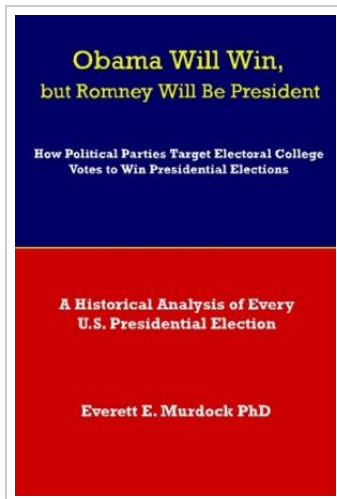 Obama Will Win,
but Romney Will Be President
How Political Parties Target Electoral College
Votes to Win Presidential Elections
A Historical Analysis of Every
U.S. Presidential Election
Everett E. Murdock PhD